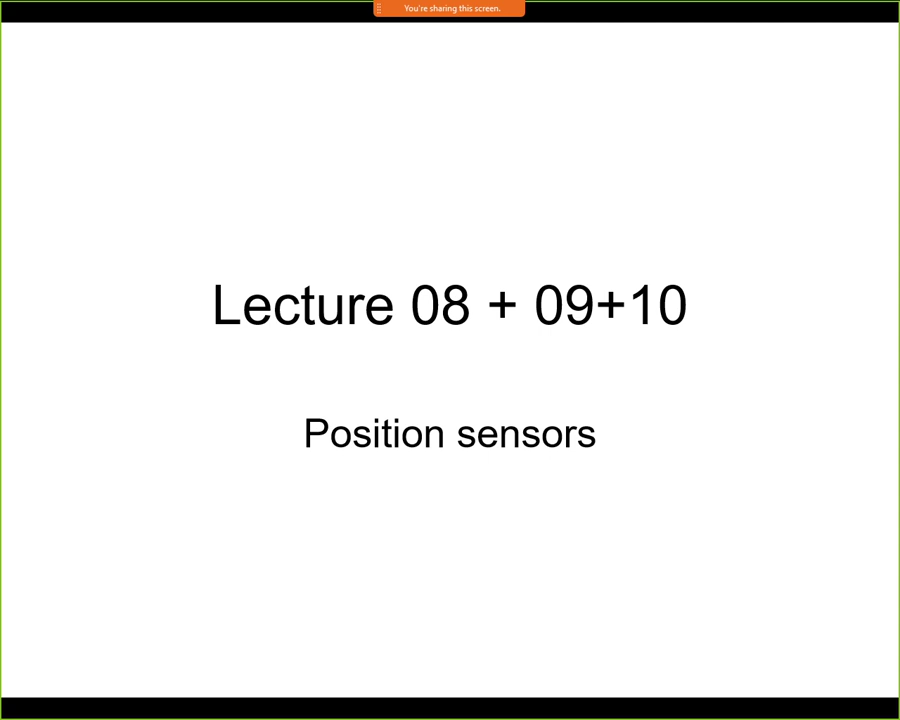 You're sharing this screen.
Lecture 08 + 09+10
Position sensors